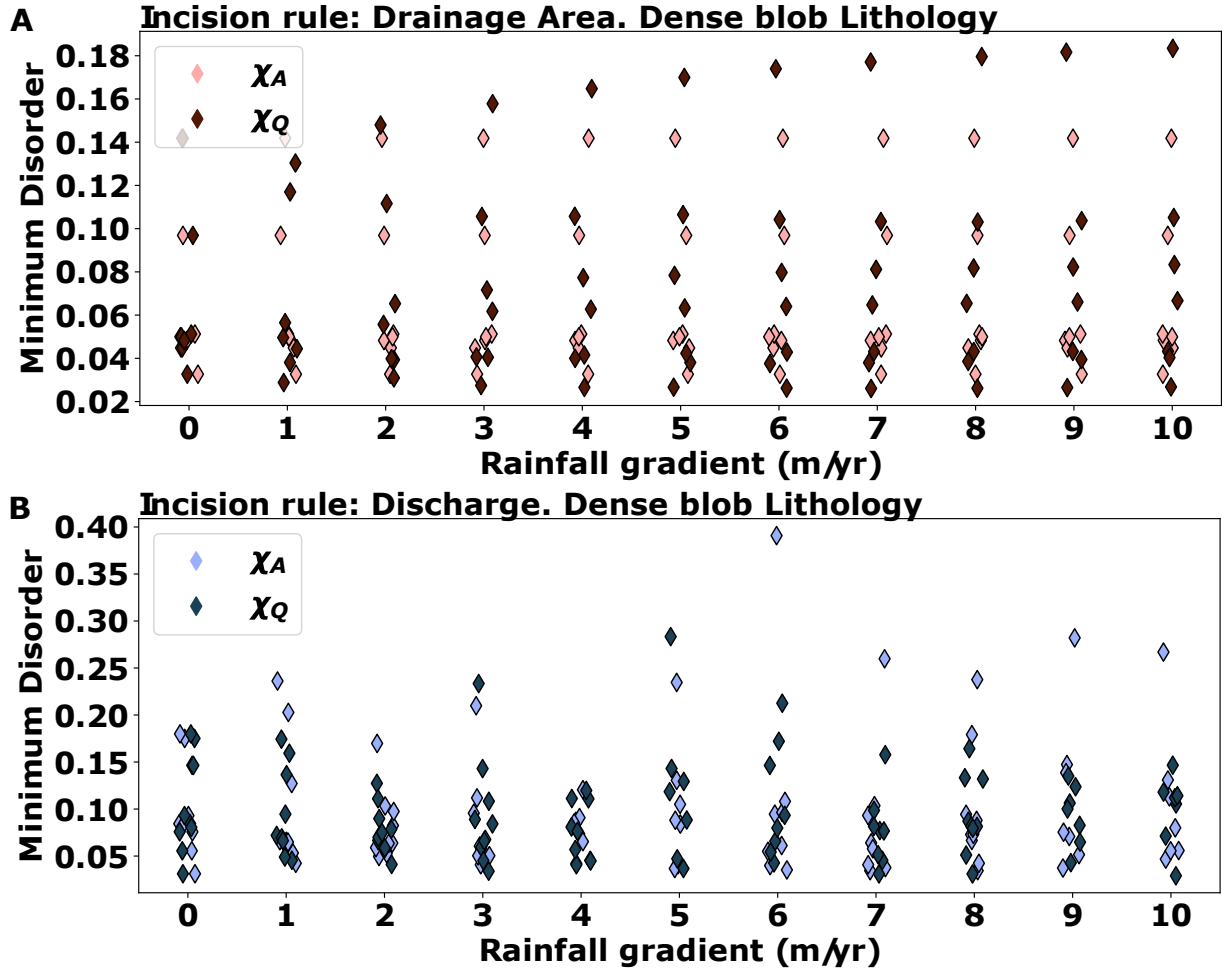 A
Incision rule: Drainage Area. Dense blob Lithology
Minimum Disorder
0.18
0.16
0.14
0.12
0.10
0.08
0.06
0.04
0.02
χA
χQ
0 1 2 3 4 5 6 7 8 9 10
Rainfall gradient (m/yr)
B
Incision rule: Discharge. Dense blob Lithology
Minimum Disorder
0.40
0.35
0.30
0.25
0.20
0.15
0.10
0.05
χA
χQ
0 1 2 3 4 5 6 7 8 9 10
Rainfall gradient (m/yr)